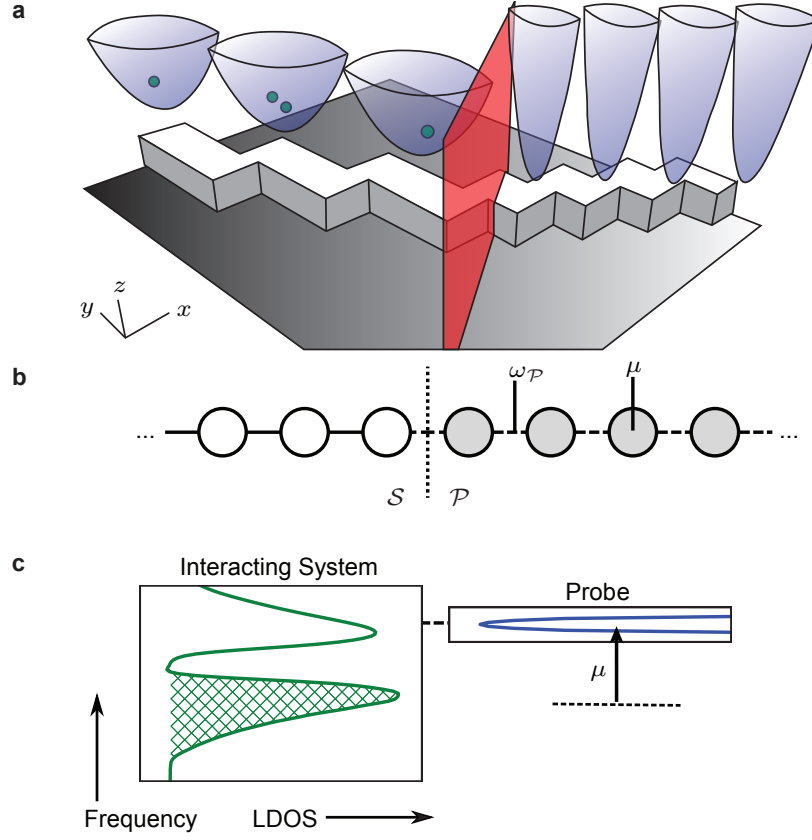 a
z
y
x
b
ω𝒫
μ
...
...
𝒮
𝒫
c
Interacting System
Probe
μ
Frequency
LDOS